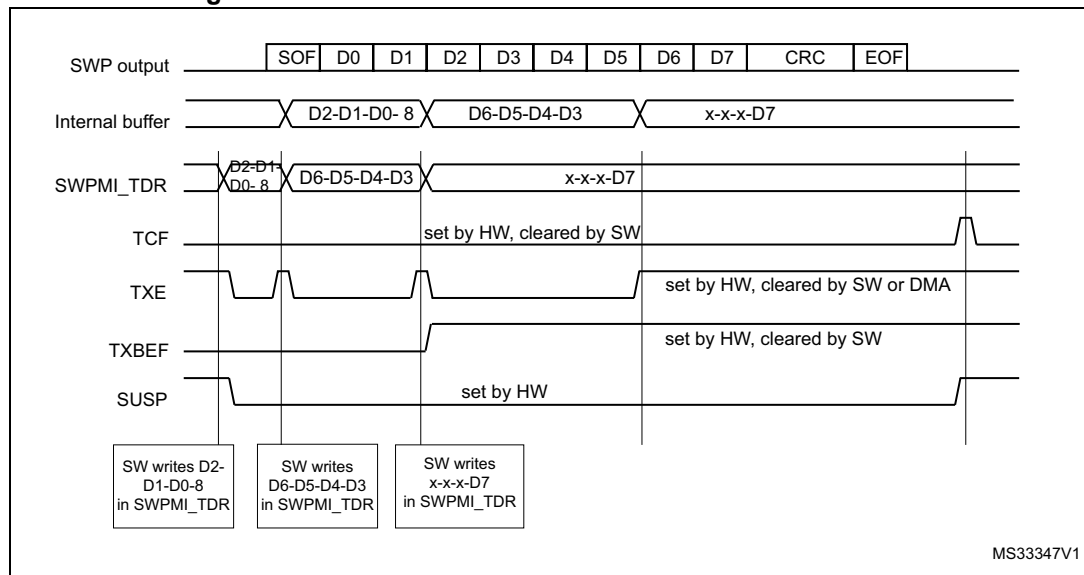 SWP output
SOF D0 D1 D2 D3 D4 D5 D6 D7 CRC EOF
Internal buffer
D2-D1-D0- 8 D6-D5-D4-D3 x-x-x-D7
SWPMI_TDR
D2-D1-
D0- 8
D6-D5-D4-D3 x-x-x-D7
TCF
set by HW, cleared by SW
TXE
set by HW, cleared by SW or DMA
TXBEF
set by HW, cleared by SW
SUSP
set by HW
SW writes D2-
D1-D0-8
in SWPMI_TDR
SW writes
D6-D5-D4-D3
in SWPMI_TDR
SW writes
x-x-x-D7
in SWPMI_TDR
MS33347V1